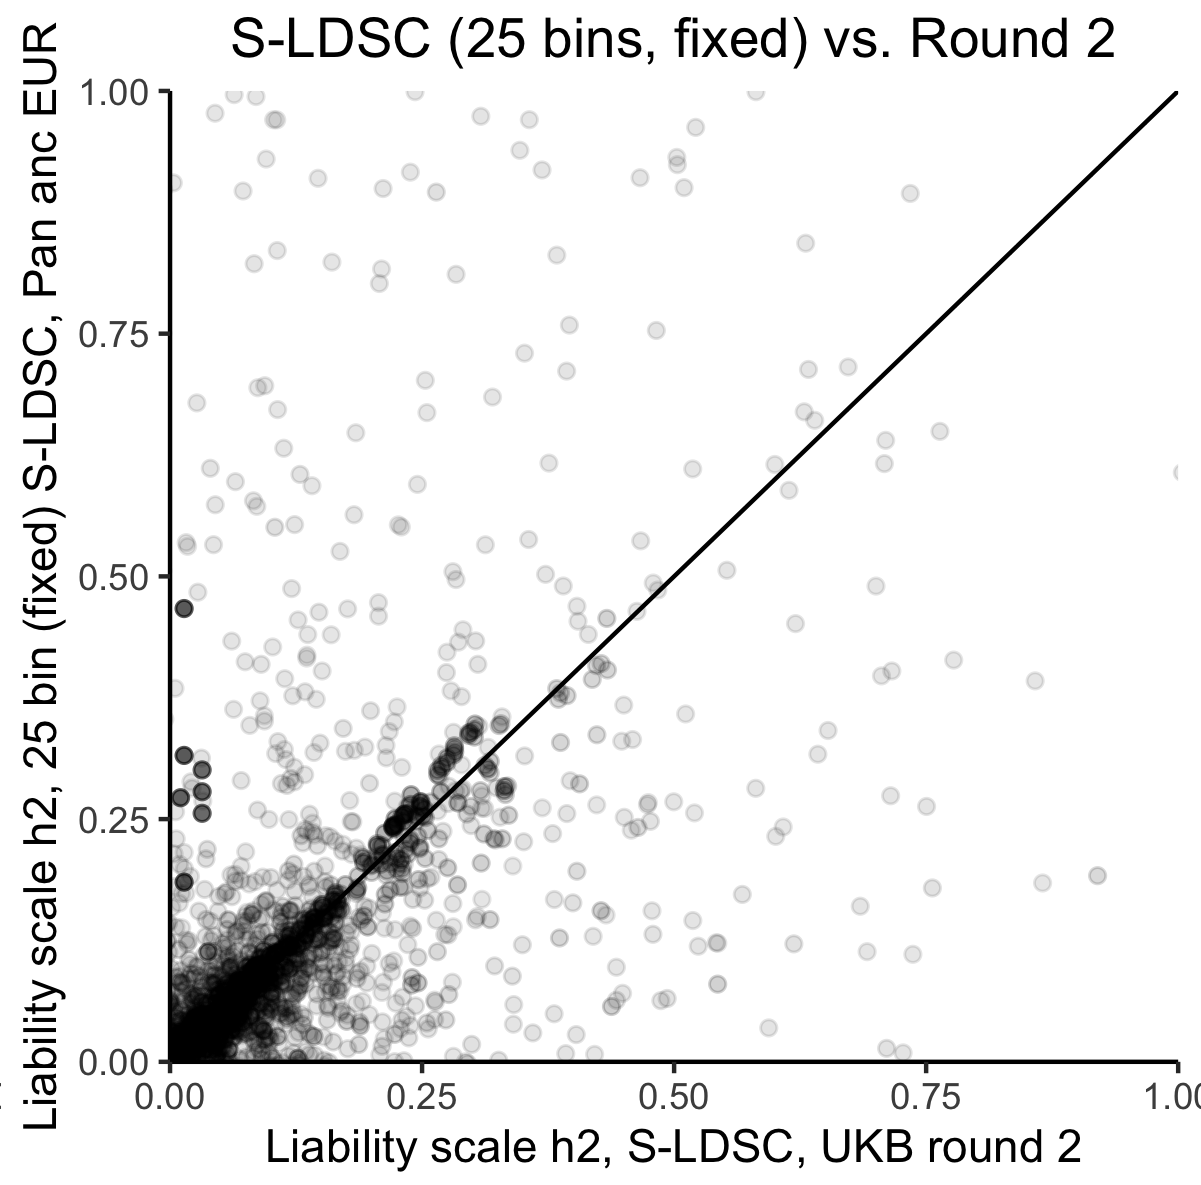 S-LDSC (25 bins, fixed) vs. Round 2
Liability scale h2, 25 bin (fixed) S-LDSC, Pan anc EUR
1.00
0.75
0.50
0.25
0.00
0.00 0.25 0.50 0.75 1.00
Liability scale h2, S-LDSC, UKB round 2